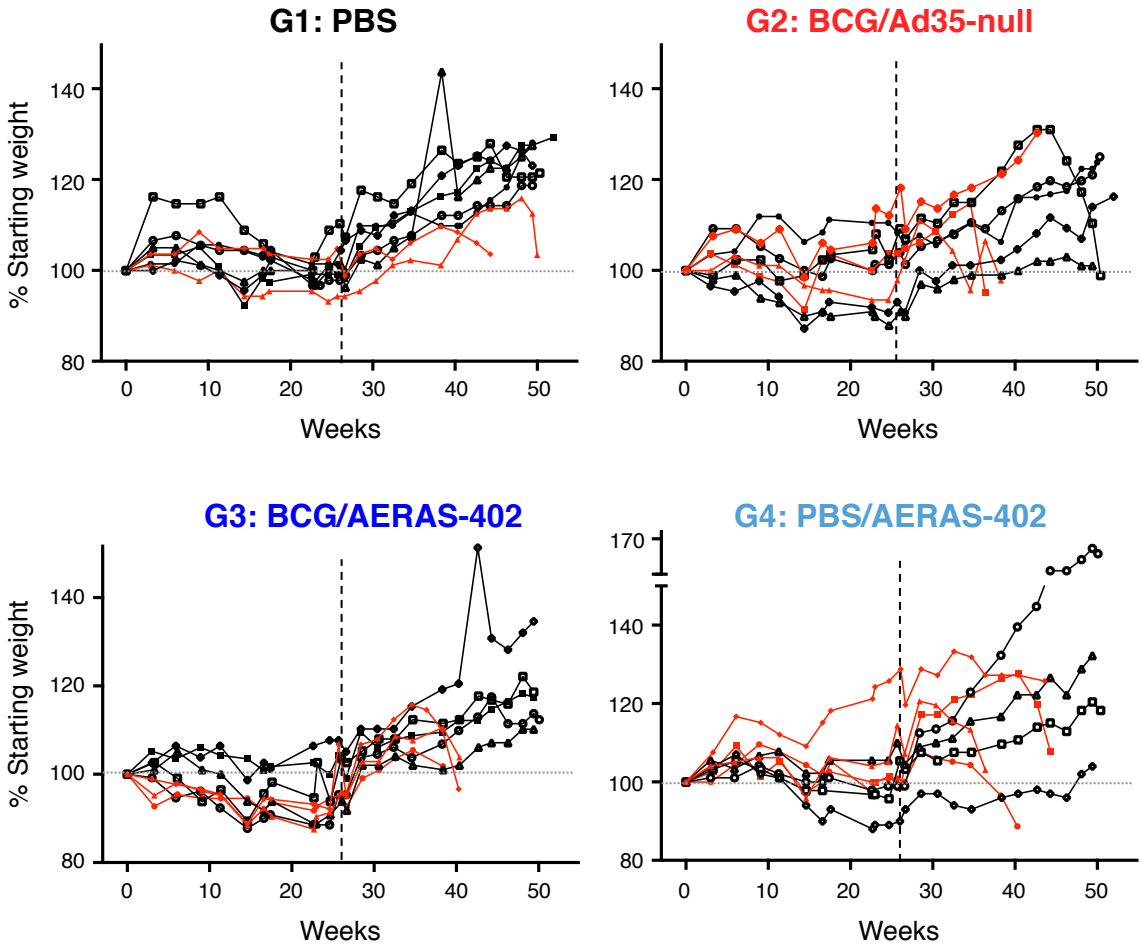 G1: PBS
G2: BCG/Ad35-null
% Starting weight
140
120
100
80
0 10 20 30 40 50
Weeks
140
120
100
80
0 10 20 30 40 50
Weeks
G3: BCG/AERAS-402
G4: PBS/AERAS-402
% Starting weight
140
120
100
80
0 10 20 30 40 50
Weeks
170
140
120
100
80
0 10 20 30 40 50
Weeks